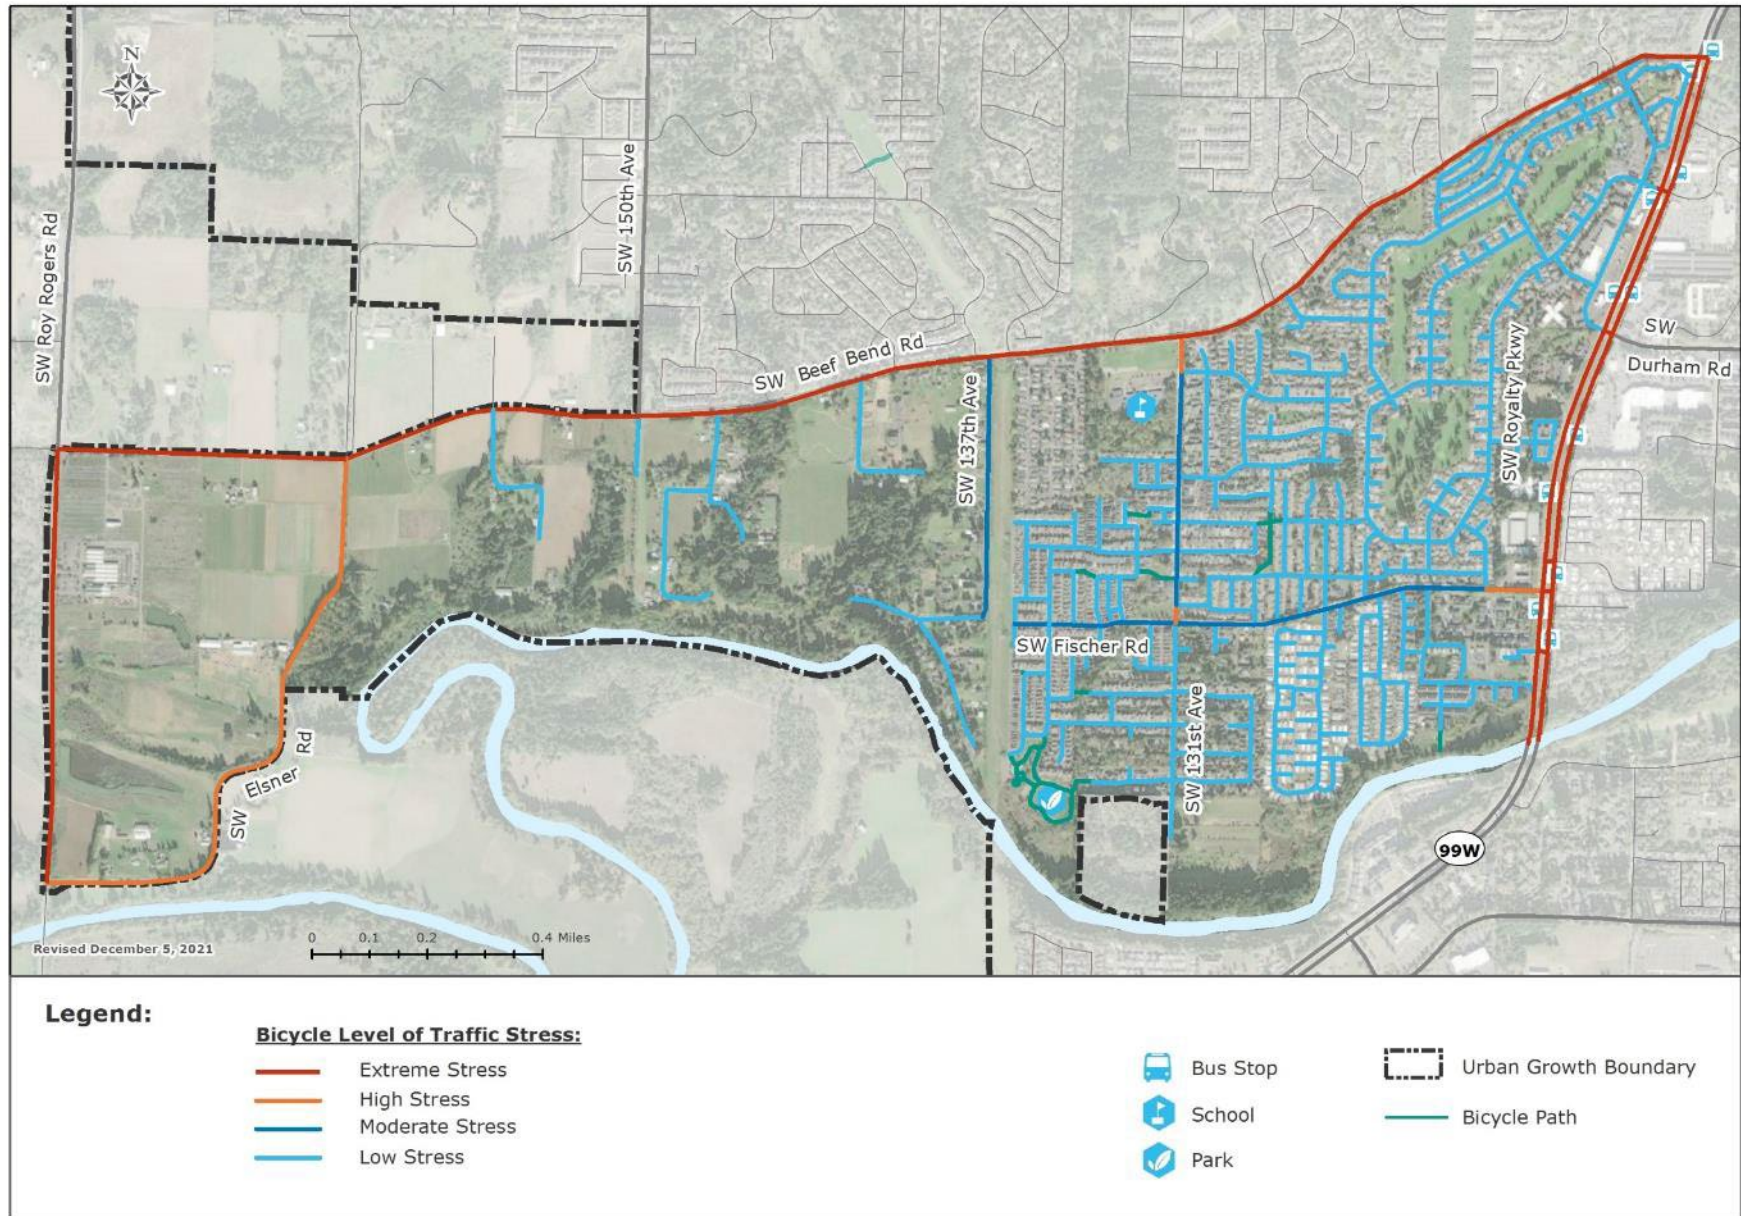 N
SW Roy Rogers Rd
SW 150th Ave
SW Beef Bend Rd
SW 137th Ave
SW Royalty Pkwy
SW
Durham Rd
SW Fischer Rd
SW 131st Ave
SW Elsner Rd
99W
0 0.1 0.2 0.4 Miles
Revised December 5, 2021
Legend:
Bicycle Level of Traffic Stress:
Extreme Stress
High Stress
Moderate Stress
Low Stress
Bus Stop
School
Park
Urban Growth Boundary
Bicycle Path